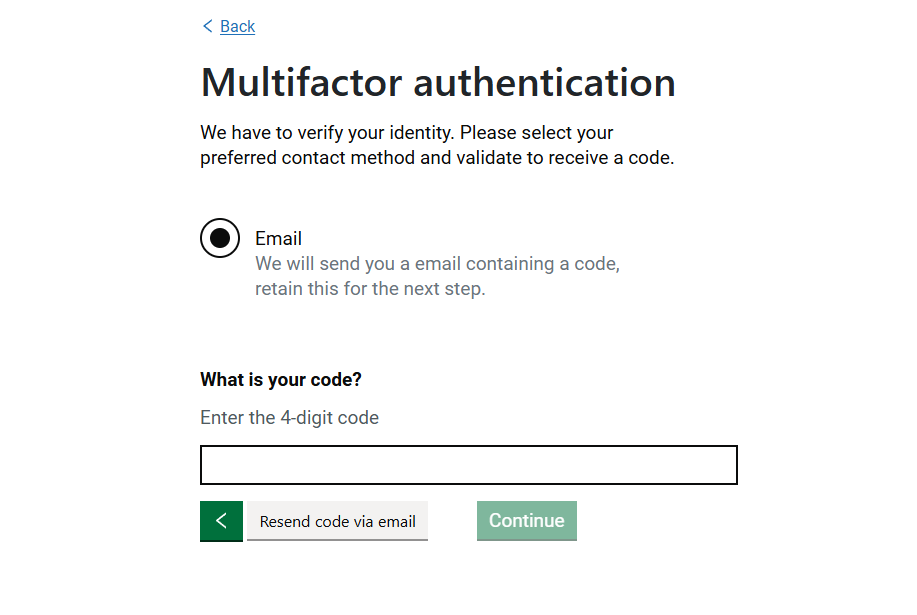 Back
Multifactor authentication
We have to verify your identity. Please select your
preferred contact method and validate to receive a code.
Email
We will send you a email containing a code,
retain this for the next step.
What is your code?
Enter the 4-digit code
Resend code via email
Continue